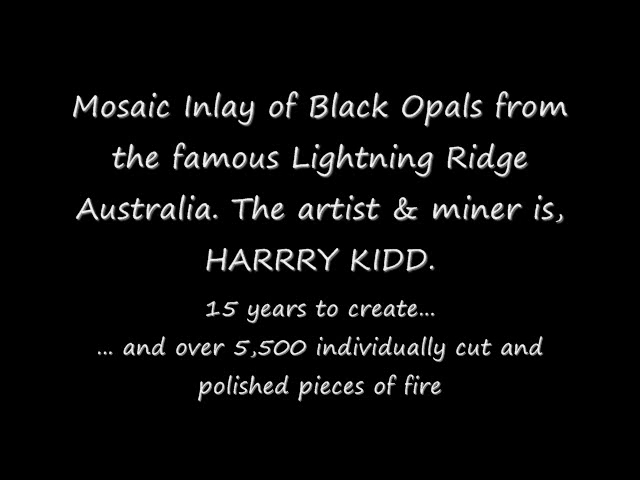 Mosaic Inlay of Black Opals from
the famous Lightning Ridge
Australia. The artist & miner is,
HARRRY KIDD.
15 years to create...
... and over 5,500 individually cut and
polished pieces of fire